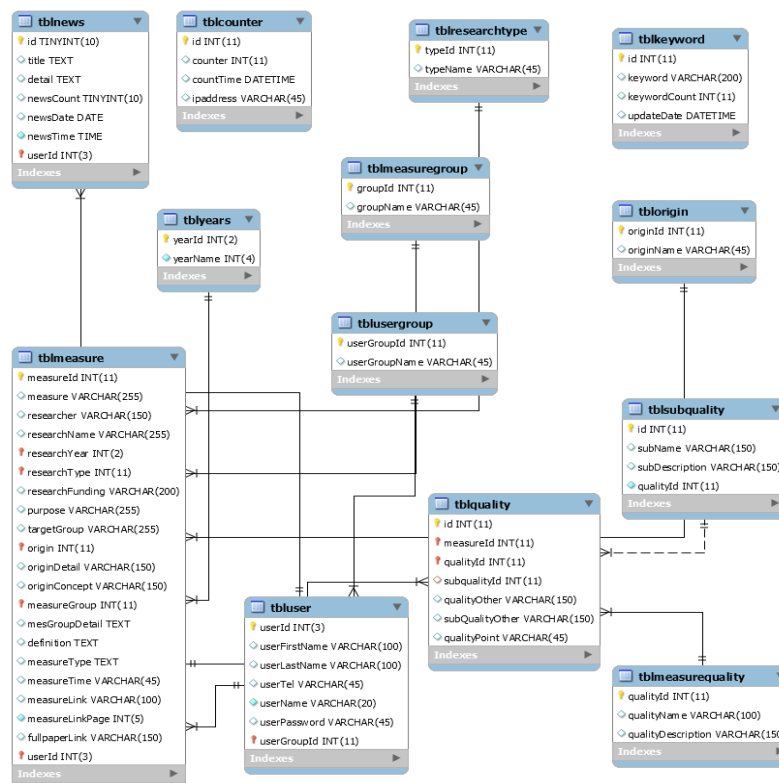 tblnews
id TINYINT(10)
title TEXT
detail TEXT
newsCount TINYINT(10)
newsDate DATE
newsTime TIME
userId INT(3)
Indexes
tblcounter
id INT(11)
counter INT(11)
countTime DATETIME
ipaddress VARCHAR(45)
Indexes
tblresearchtype
typeId INT(11)
typeName VARCHAR(45)
Indexes
tblkeyword
id INT(11)
keyword VARCHAR(200)
keywordCount INT(11)
updateDate DATETIME
Indexes
tblmeasuregroup
groupId INT(11)
groupName VARCHAR(45)
Indexes
tblyears
yearId INT(2)
yearName INT(4)
Indexes
tblorigin
originId INT(11)
originName VARCHAR(45)
Indexes
tblusergroup
userGroupId INT(11)
userGroupName VARCHAR(45)
Indexes
tblmeasure
measureId INT(11)
measure VARCHAR(255)
researcher VARCHAR(150)
researchName VARCHAR(255)
researchYear INT(2)
researchType INT(11)
researchFunding VARCHAR(200)
purpose VARCHAR(255)
targetGroup VARCHAR(255)
origin INT(11)
originDetail VARCHAR(150)
originConcept VARCHAR(150)
measureGroup INT(11)
mesGroupDetail TEXT
definition TEXT
measureType TEXT
measureTime VARCHAR(45)
measureLink VARCHAR(100)
measureLinkPage INT(5)
fullpaperLink VARCHAR(150)
userId INT(3)
Indexes
tblsubquality
id INT(11)
subName VARCHAR(150)
subDescription VARCHAR(150)
qualityId INT(11)
Indexes
tblquality
id INT(11)
measureId INT(11)
qualityId INT(11)
subqualityId INT(11)
qualityOther VARCHAR(150)
subQualityOther VARCHAR(150)
qualityPoint VARCHAR(45)
Indexes
tbluser
userId INT(3)
userFirstName VARCHAR(100)
userLastName VARCHAR(100)
userTel VARCHAR(45)
userName VARCHAR(20)
userPassword VARCHAR(45)
userGroupId INT(11)
Indexes
tblmeasurequality
qualityId INT(11)
qualityName VARCHAR(100)
qualityDescription VARCHAR(150
Indexes